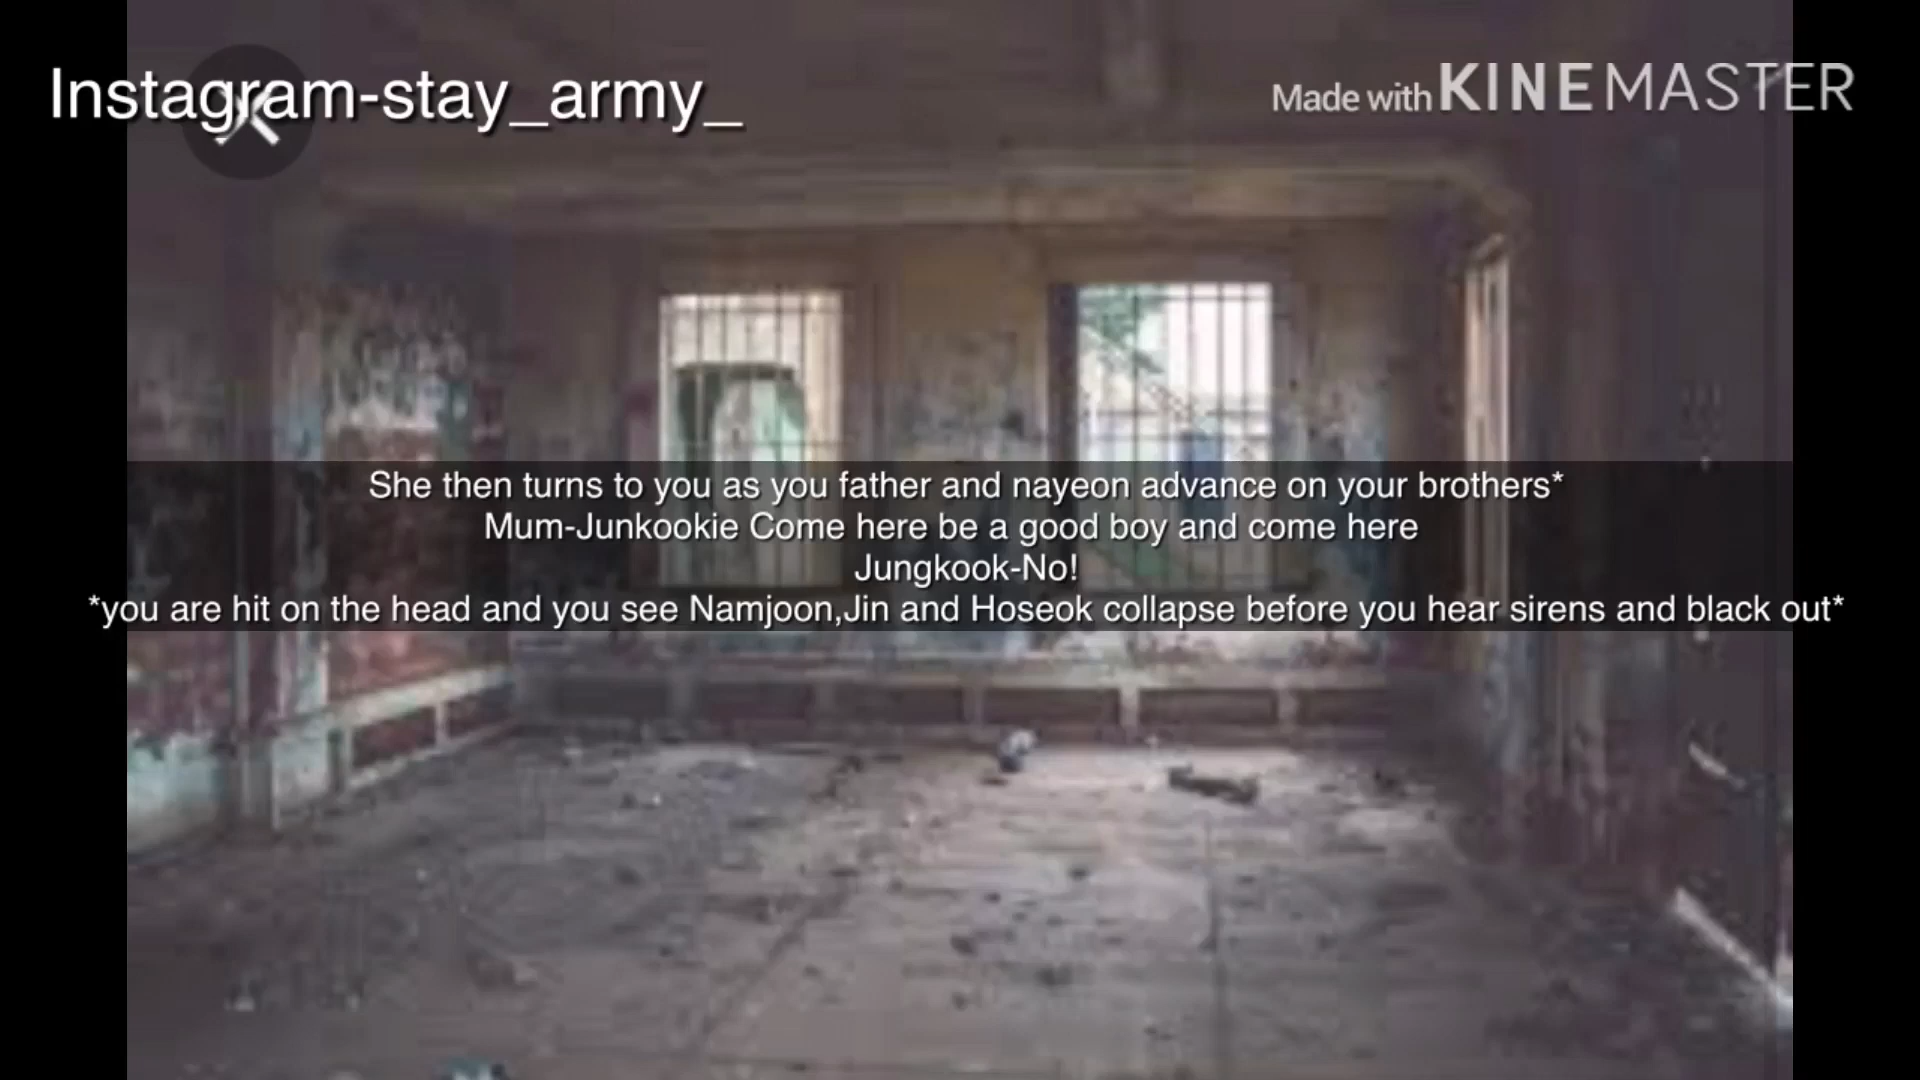 Instagram-stay_army_
Made with KINEMASTER
She then turns to you as you father and nayeon advance on your brothers*
Mum-Junkookie Come here be a good boy and come here
Jungkook-No!
*you are hit on the head and you see Namjoon,Jin and Hoseok collapse before you hear sirens and black out*